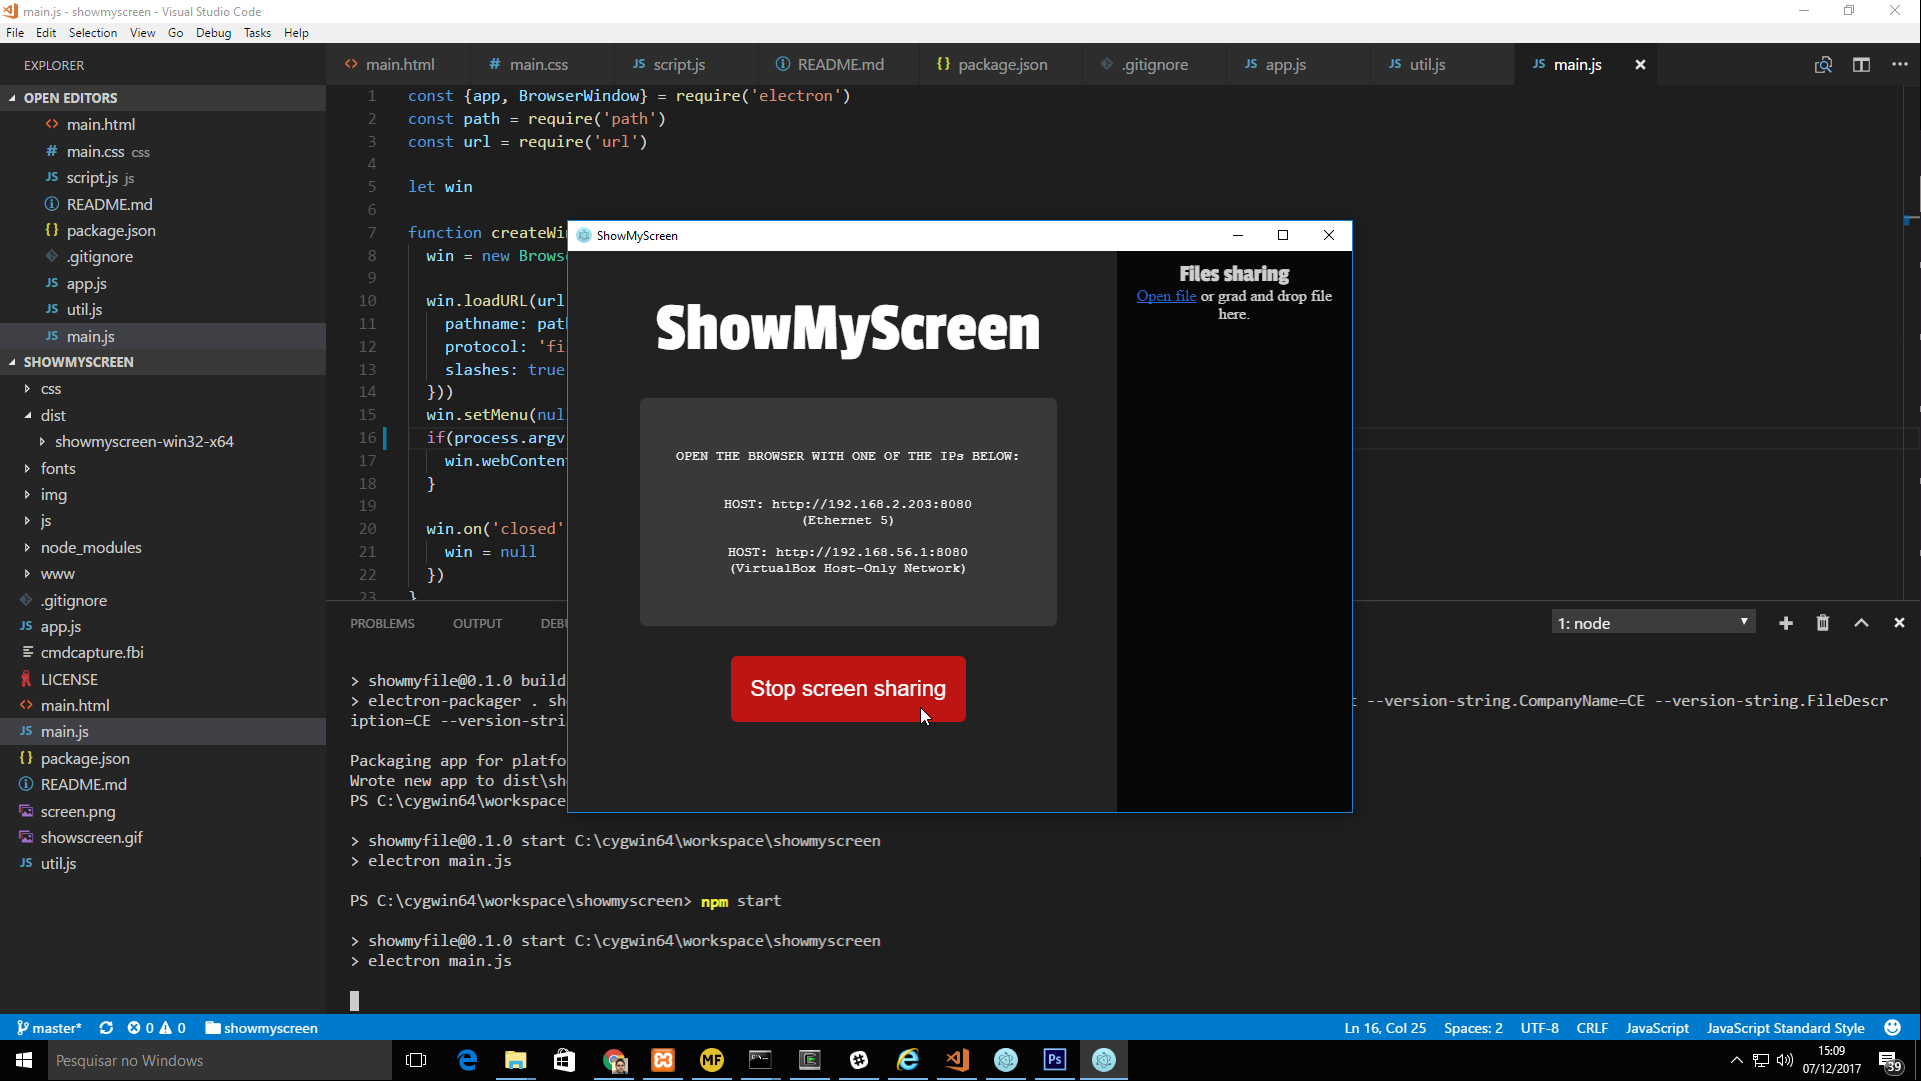 main.js - showmyscreen - Visual Studio Code
File Edit Selection View Go Debug Tasks Help
EXPLORER
OPEN EDITORS
main.html
main.css css
script.js js
README.md
package.json
.gitignore
app.js
util.js
main.js
SHOWMYSCREEN
css
dist
showmyscreen-win32-x64
fonts
img
js
node_modules
www
.gitignore
app.js
cmdcapture.fbi
LICENSE
main.html
main.js
package.json
README.md
screen.png
showscreen.gif
util.js
main.html main.css script.js README.md package.json .gitignore app.js util.js main.js
1 const {app, BrowserWindow} = require('electron')
2 const path = require('path')
3 const url = require('url')
4
5 let win
6
7 function createWi
8 win = new Brows
9
10 win.loadURL(url
11 pathname: pat
12 protocol: 'fi
13 slashes: true
14 }))
15 win.setMenu(nul
16 if(process.argv
17 win.webConten
18 }
19
20 win.on('closed'
21 win = null
22 })
23 }
ShowMyScreen
ShowMyScreen
OPEN THE BROWSER WITH ONE OF THE IPs BELOW:
HOST: http://192.168.2.203:8080
(Ethernet 5)
HOST: http://192.168.56.1:8080
(VirtualBox Host-Only Network)
Stop screen sharing
Files sharing
Open file or grad and drop file
here.
PROBLEMS OUTPUT DEBU
1: node
> showmyfile@0.1.0 build
> electron-packager . sh t --version-string.CompanyName=CE --version-string.FileDescr
iption=CE --version-stri
Packaging app for platfo
Wrote new app to dist\sh
PS C:\cygwin64\workspace
> showmyfile@0.1.0 start C:\cygwin64\workspace\showmyscreen
> electron main.js
PS C:\cygwin64\workspace\showmyscreen> npm start
> showmyfile@0.1.0 start C:\cygwin64\workspace\showmyscreen
> electron main.js
master* 0 0 showmyscreen
Ln 16, Col 25 Spaces: 2 UTF-8 CRLF JavaScript JavaScript Standard Style
Pesquisar no Windows
MF
Ps
15:09
07/12/2017
39